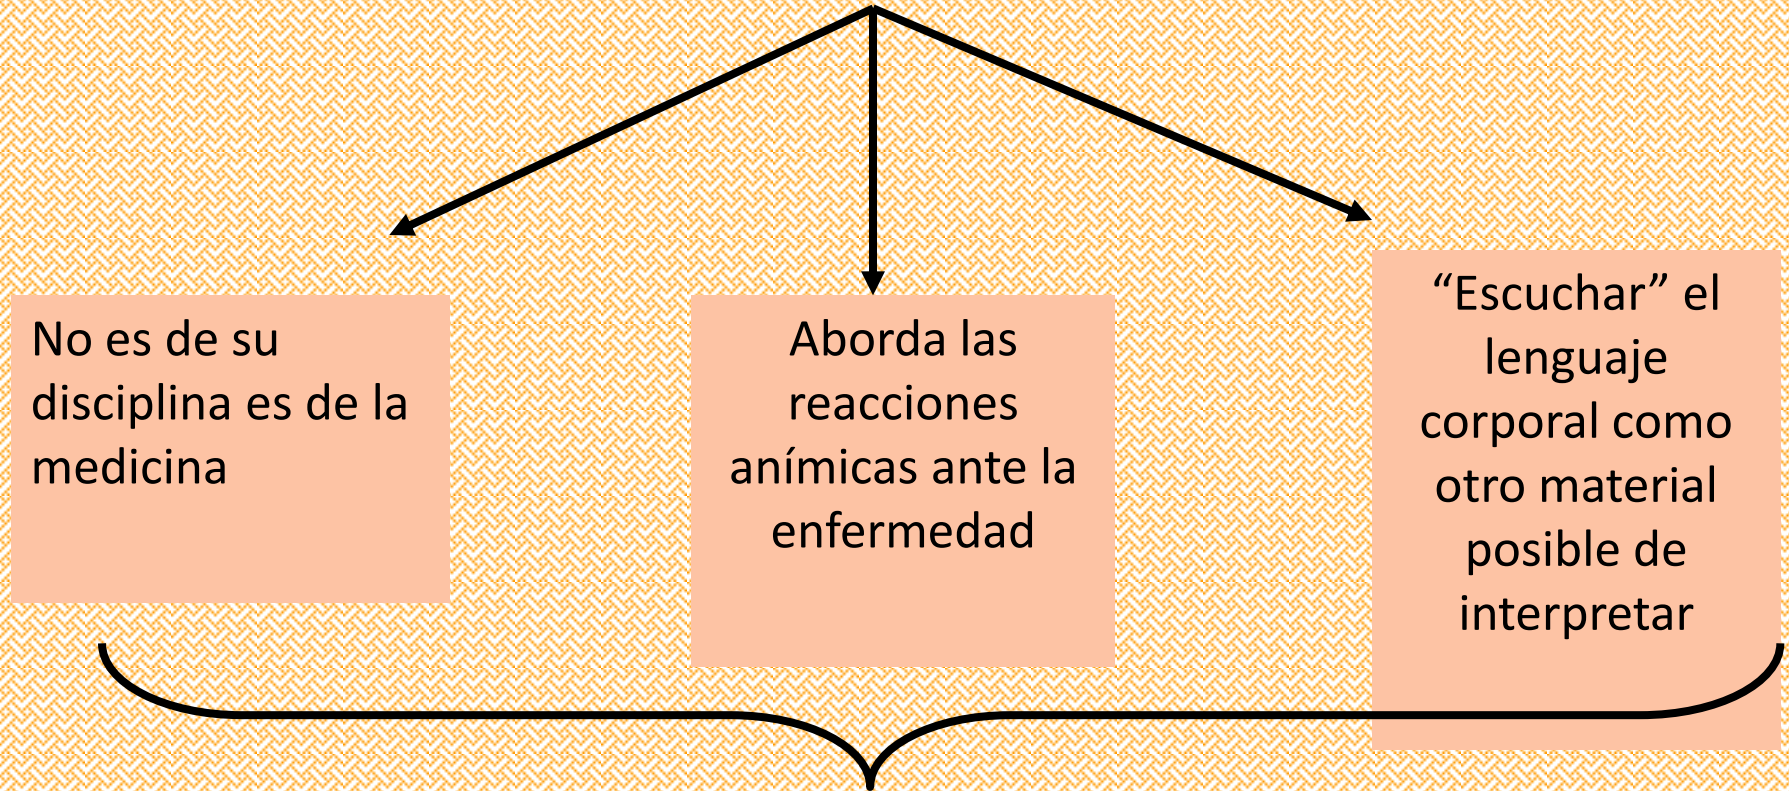 No es de su
disciplina es de la
medicina
Aborda las
reacciones
anímicas ante la
enfermedad
“Escuchar” el
lenguaje
corporal como
otro material
posible de
interpretar